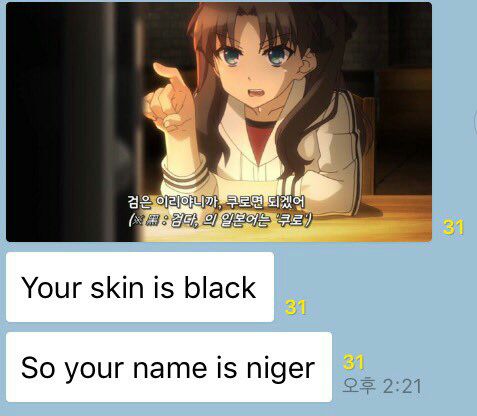 검은 이리야니까, 쿠로면 되겠어
(※ 黑 : 검다, 의 일본어는 '쿠로')
31
Your skin is black
31
So your name is niger
31
오후 2:21